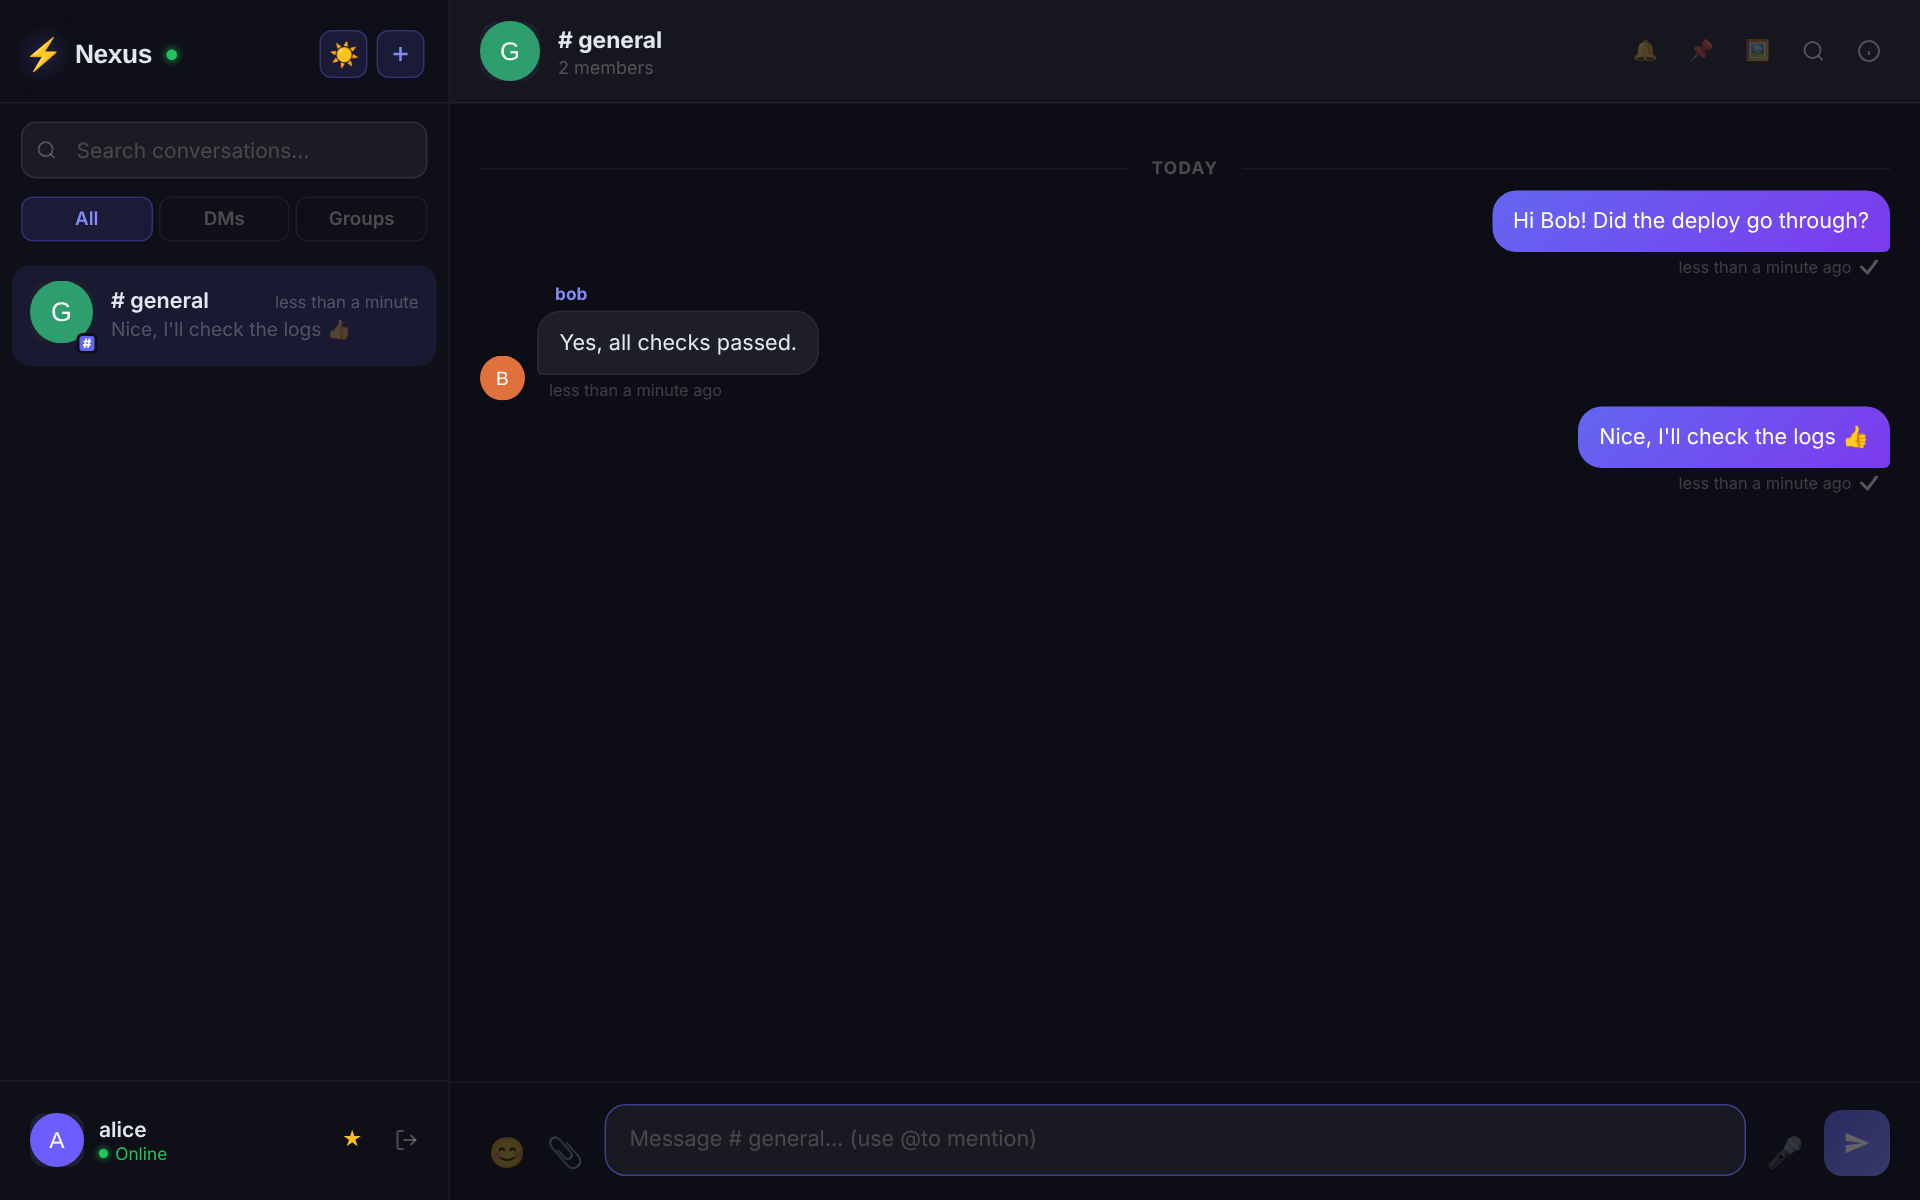 ⚡ Nexus
☀️ +
Search conversations...
All DMs Groups
G
#
# general less than a minute
Nice, I'll check the logs 👍
A
alice
Online
G
# general
2 members
TODAY
Hi Bob! Did the deploy go through?
less than a minute ago ✓
bob
Yes, all checks passed.
B
less than a minute ago
Nice, I'll check the logs 👍
less than a minute ago ✓
Message # general... (use @to mention)